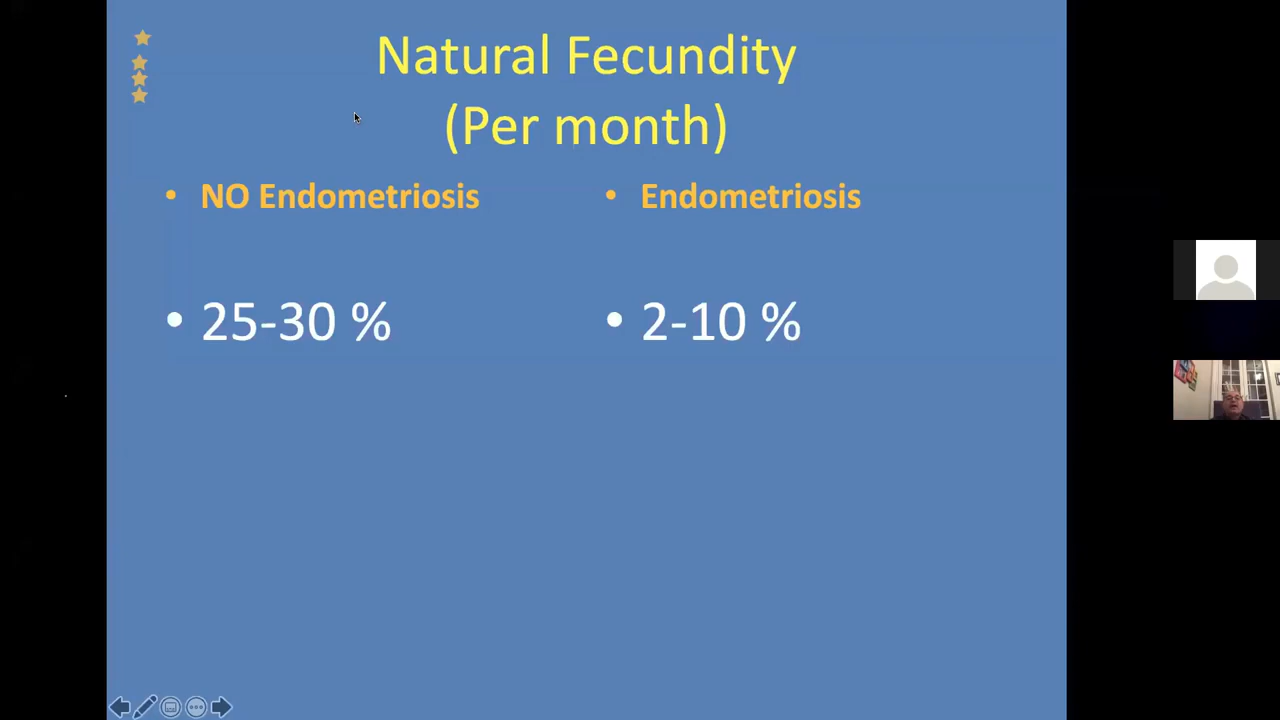 Natural Fecundity
(Per month)
• NO Endometriosis
• 25-30 %
• Endometriosis
• 2-10 %